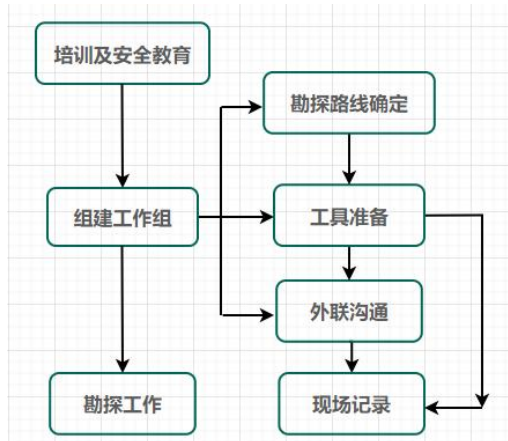 培训及安全教育
勘探路线确定
组建工作组
工具准备
外联沟通
勘探工作
现场记录